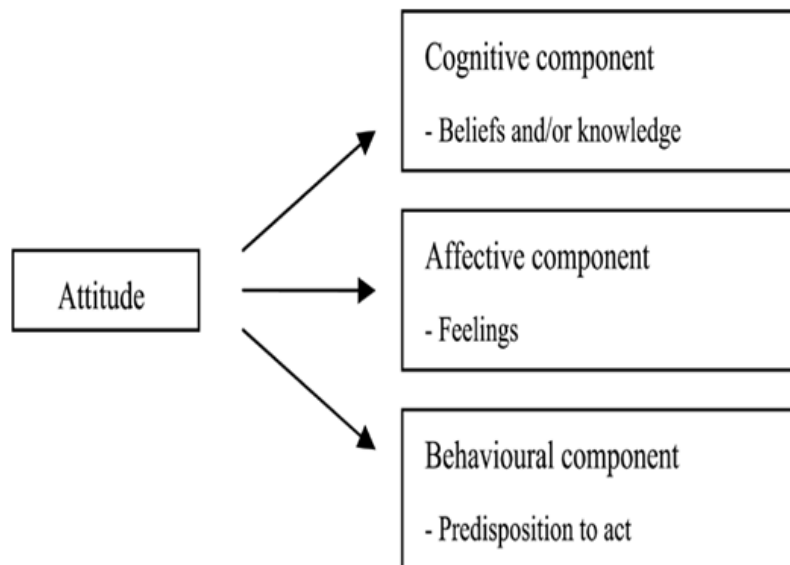 Cognitive component
- Beliefs and/or knowledge
Attitude
Affective component
- Feelings
Behavioural component
- Predisposition to act